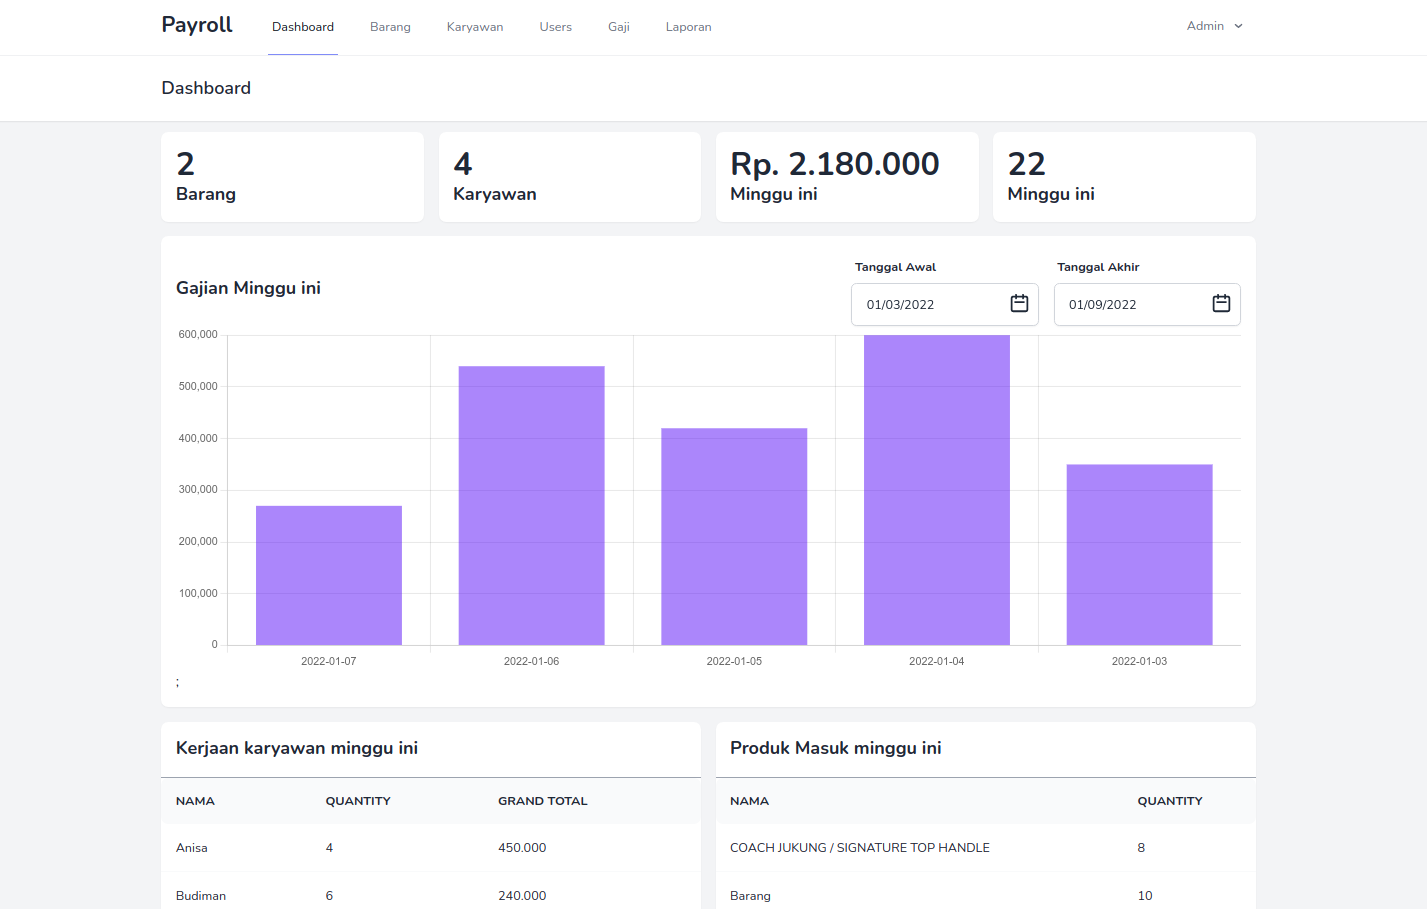 Payroll Dashboard Barang Karyawan Users Gaji Laporan Admin
Dashboard
2 4 Rp. 2.180.000 22
Barang Karyawan Minggu ini Minggu ini
Tanggal Awal Tanggal Akhir
Gajian Minggu ini
01/03/2022 01/09/2022
600,000
500,000
400,000
300,000
200,000
100,000
0
2022-01-07 2022-01-06 2022-01-05 2022-01-04 2022-01-03
;
Kerjaan karyawan minggu ini
NAMA QUANTITY GRAND TOTAL
Anisa 4 450.000
Budiman 6 240.000
Produk Masuk minggu ini
NAMA QUANTITY
COACH JUKUNG / SIGNATURE TOP HANDLE 8
Barang 10